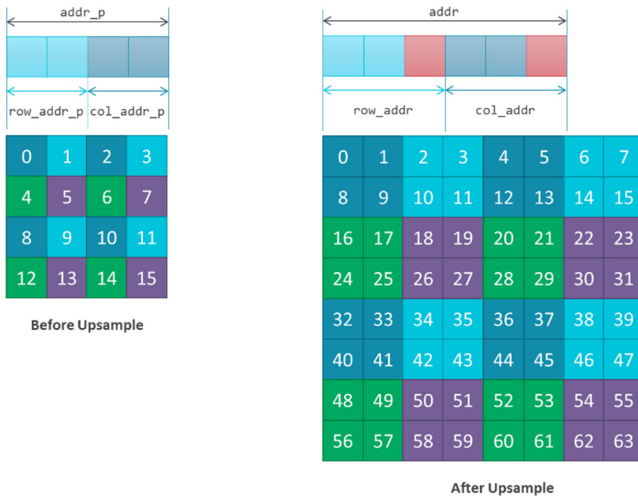 addr_p
row_addr_p col_addr_p
0 1 2 3
4 5 6 7
8 9 10 11
12 13 14 15
Before Upsample
addr
row_addr col_addr
0 1 2 3 4 5 6 7
8 9 10 11 12 13 14 15
16 17 18 19 20 21 22 23
24 25 26 27 28 29 30 31
32 33 34 35 36 37 38 39
40 41 42 43 44 45 46 47
48 49 50 51 52 53 54 55
56 57 58 59 60 61 62 63
After Upsample